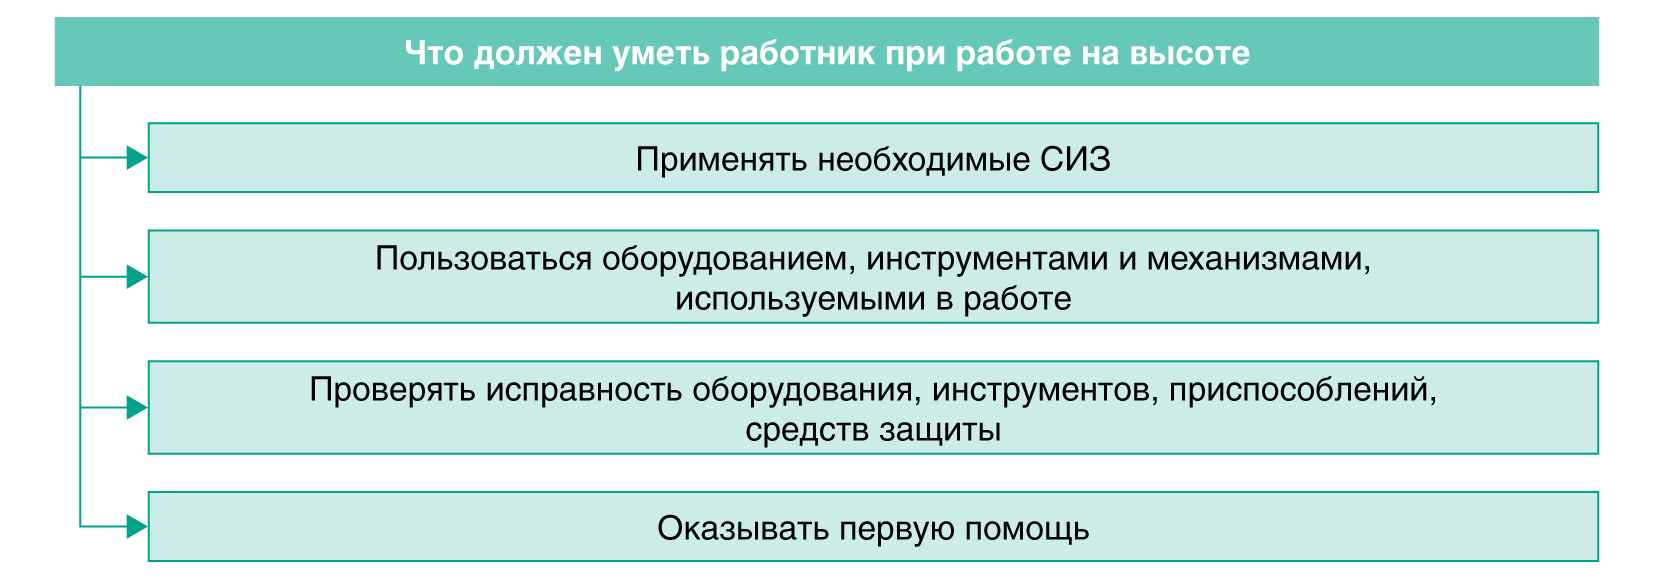 Что должен уметь работник при работе на высоте
Применять необходимые СИЗ
Пользоваться оборудованием, инструментами и механизмами,
используемыми в работе
Проверять исправность оборудования, инструментов, приспособлений,
средств защиты
Оказывать первую помощь